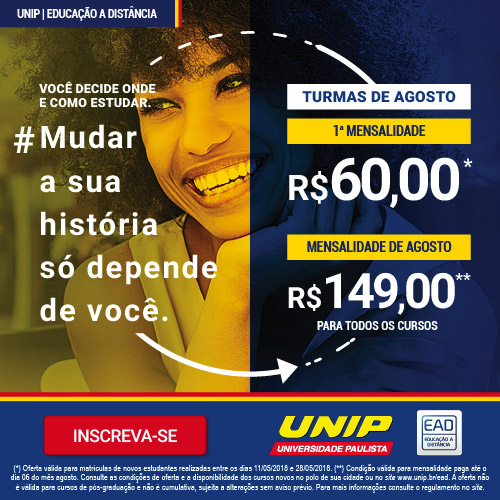 UNIP | EDUCAÇÃO A DISTÂNCIA
VOCÊ DECIDE ONDE
E COMO ESTUDAR.
#Mudar
a sua
história
só depende
de você.
TURMAS DE AGOSTO
1ª MENSALIDADE
R$60,00*
MENSALIDADE DE AGOSTO
R$149,00**
PARA TODOS OS CURSOS
INSCREVA-SE
UNIP
UNIVERSIDADE PAULISTA
EAD
EDUCAÇÃO A
DISTÂNCIA
(*) Oferta válida para matrículas de novos estudantes realizadas entre os dias 11/05/2018 e 28/05/2018. (**) Condição válida para mensalidade paga até o
dia 06 do mês agosto. Consulte as condições de oferta e a disponibilidade dos cursos novos no polo de sua cidade ou no site www.unip.br/ead. A oferta não
é válida para cursos de pós-graduação e não é cumulativa, sujeita a alterações sem aviso prévio. Para mais informações consulte o regulamento no site.